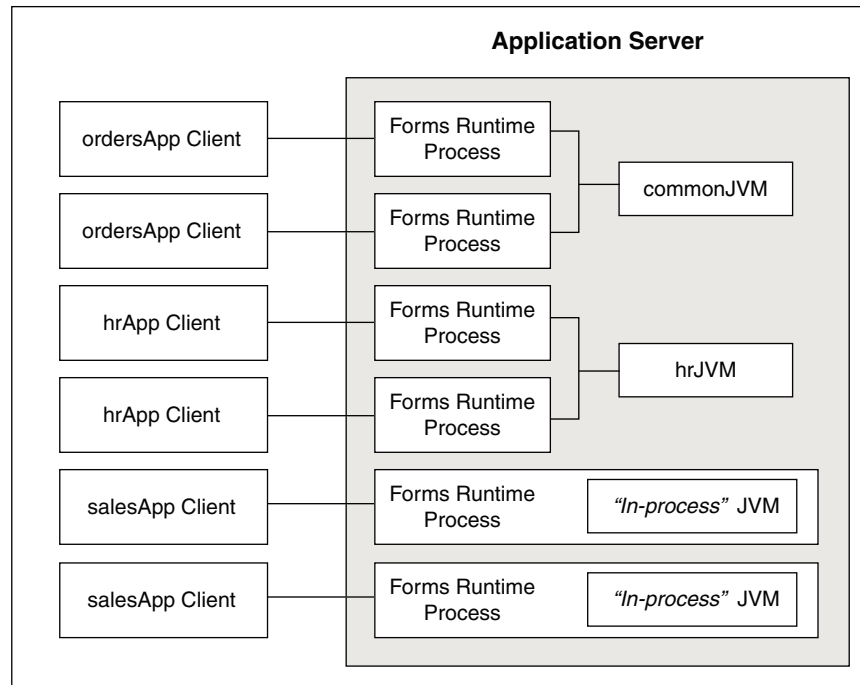 Application Server
ordersApp Client
Forms Runtime
Process
commonJVM
ordersApp Client
Forms Runtime
Process
hrApp Client
Forms Runtime
Process
hrJVM
hrApp Client
Forms Runtime
Process
salesApp Client
Forms Runtime
Process
“In-process” JVM
salesApp Client
Forms Runtime
Process
“In-process” JVM